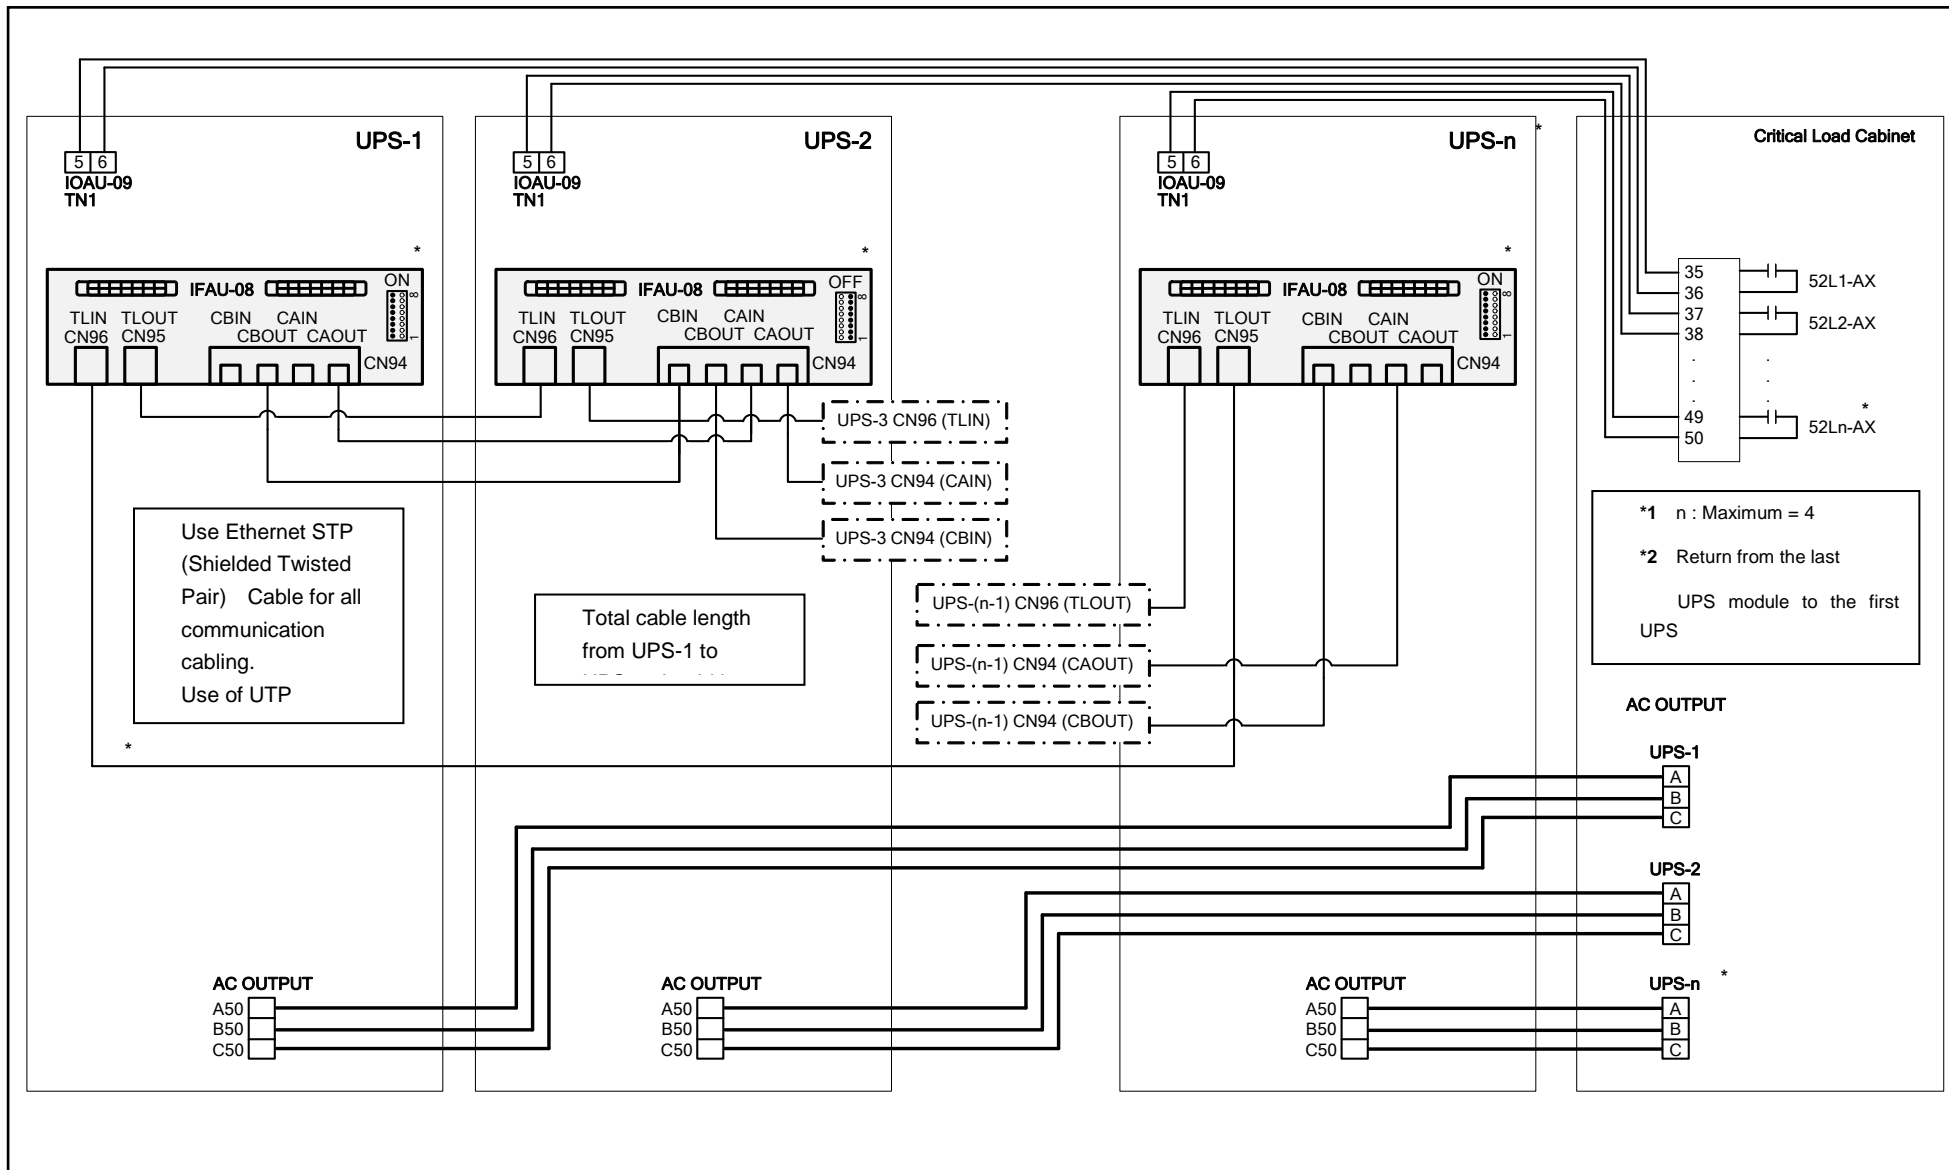 UPS-1
5 6
IOAU-09
TN1
*
IFAU-08
ON
8
1
TLIN TLOUT CBIN CAIN
CN96 CN95 CBOUT CAOUT
CN94
UPS-2
5 6
IOAU-09
TN1
*
IFAU-08
OFF
8
1
TLIN TLOUT CBIN CAIN
CN96 CN95 CBOUT CAOUT
CN94
UPS-3 CN96 (TLIN)
UPS-3 CN94 (CAIN)
UPS-3 CN94 (CBIN)
UPS-n *
5 6
IOAU-09
TN1
*
IFAU-08
ON
8
1
TLIN TLOUT CBIN CAIN
CN96 CN95 CBOUT CAOUT
CN94
UPS-(n-1) CN96 (TLOUT)
UPS-(n-1) CN94 (CAOUT)
UPS-(n-1) CN94 (CBOUT)
Critical Load Cabinet
35
36
52L1-AX
37
38
52L2-AX
. .
. .
. .
49
50
*
52Ln-AX
Use Ethernet STP
(Shielded Twisted
Pair) Cable for all
communication
cabling.
Use of UTP
*
Total cable length
from UPS-1 to
*1 n : Maximum = 4
*2 Return from the last
UPS module to the first
UPS
AC OUTPUT
UPS-1
A
B
C
UPS-2
A
B
C
UPS-n *
A
B
C
AC OUTPUT
A50
B50
C50
AC OUTPUT
A50
B50
C50
AC OUTPUT
A50
B50
C50